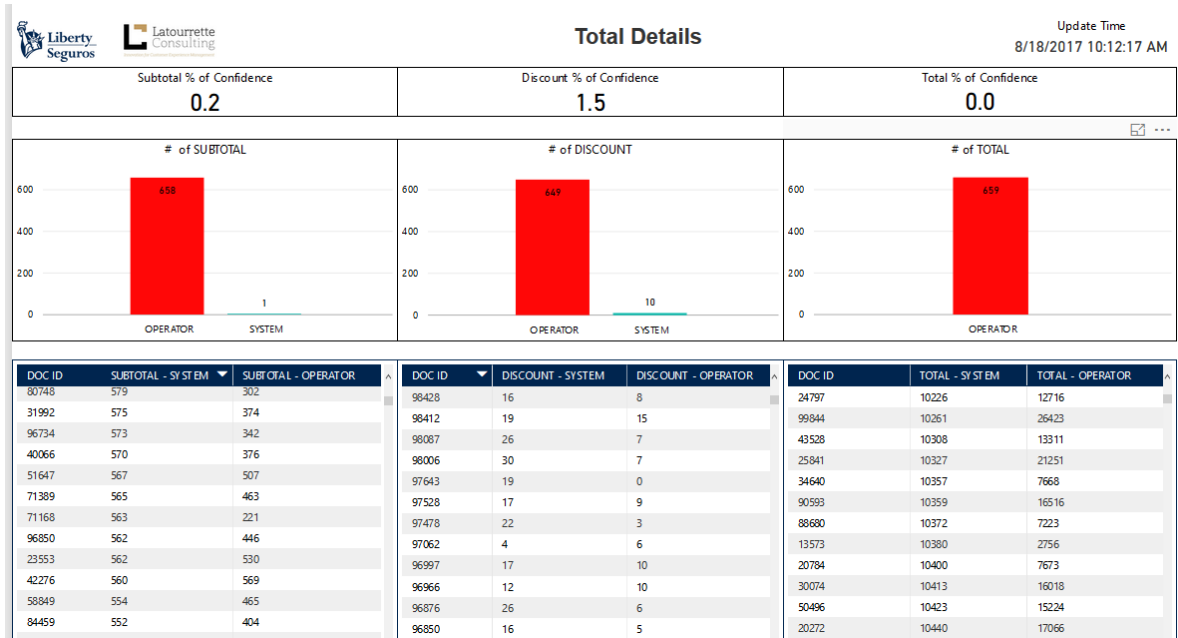 Liberty
Seguros
Latourrette
Consulting
Total Details
Update Time
8/18/2017 10:12:17 AM
Subtotal % of Confidence
0.2
Discount % of Confidence
1.5
Total % of Confidence
0.0
# of SUBTOTAL
600
400
200
0
658
1
OPERATOR SYSTEM
# of DISCOUNT
600
400
200
0
649
10
OPERATOR SYSTEM
# of TOTAL
600
400
200
0
659
OPERATOR
DOC ID SUBTOTAL - SYSTEM SUBTOTAL - OPERATOR
80748 579 302
31992 575 374
96734 573 342
40066 570 376
51647 567 507
71389 565 463
71168 563 221
96850 562 446
23553 562 530
42276 560 569
58849 554 465
84459 552 404
DOC ID DISCOUNT - SYSTEM DISCOUNT - OPERATOR
98428 16 8
98412 19 15
98087 26 7
98006 30 7
97643 19 0
97528 17 9
97478 22 3
97062 4 6
96997 17 10
96966 12 10
96876 26 6
96850 16 5
DOC ID TOTAL - SYSTEM TOTAL - OPERATOR
24797 10226 12716
99844 10261 26423
43528 10308 13311
25841 10327 21251
34640 10357 7668
90593 10359 16516
88680 10372 7223
13573 10380 2756
20784 10400 7673
30074 10413 16018
50496 10423 15224
20272 10440 17066